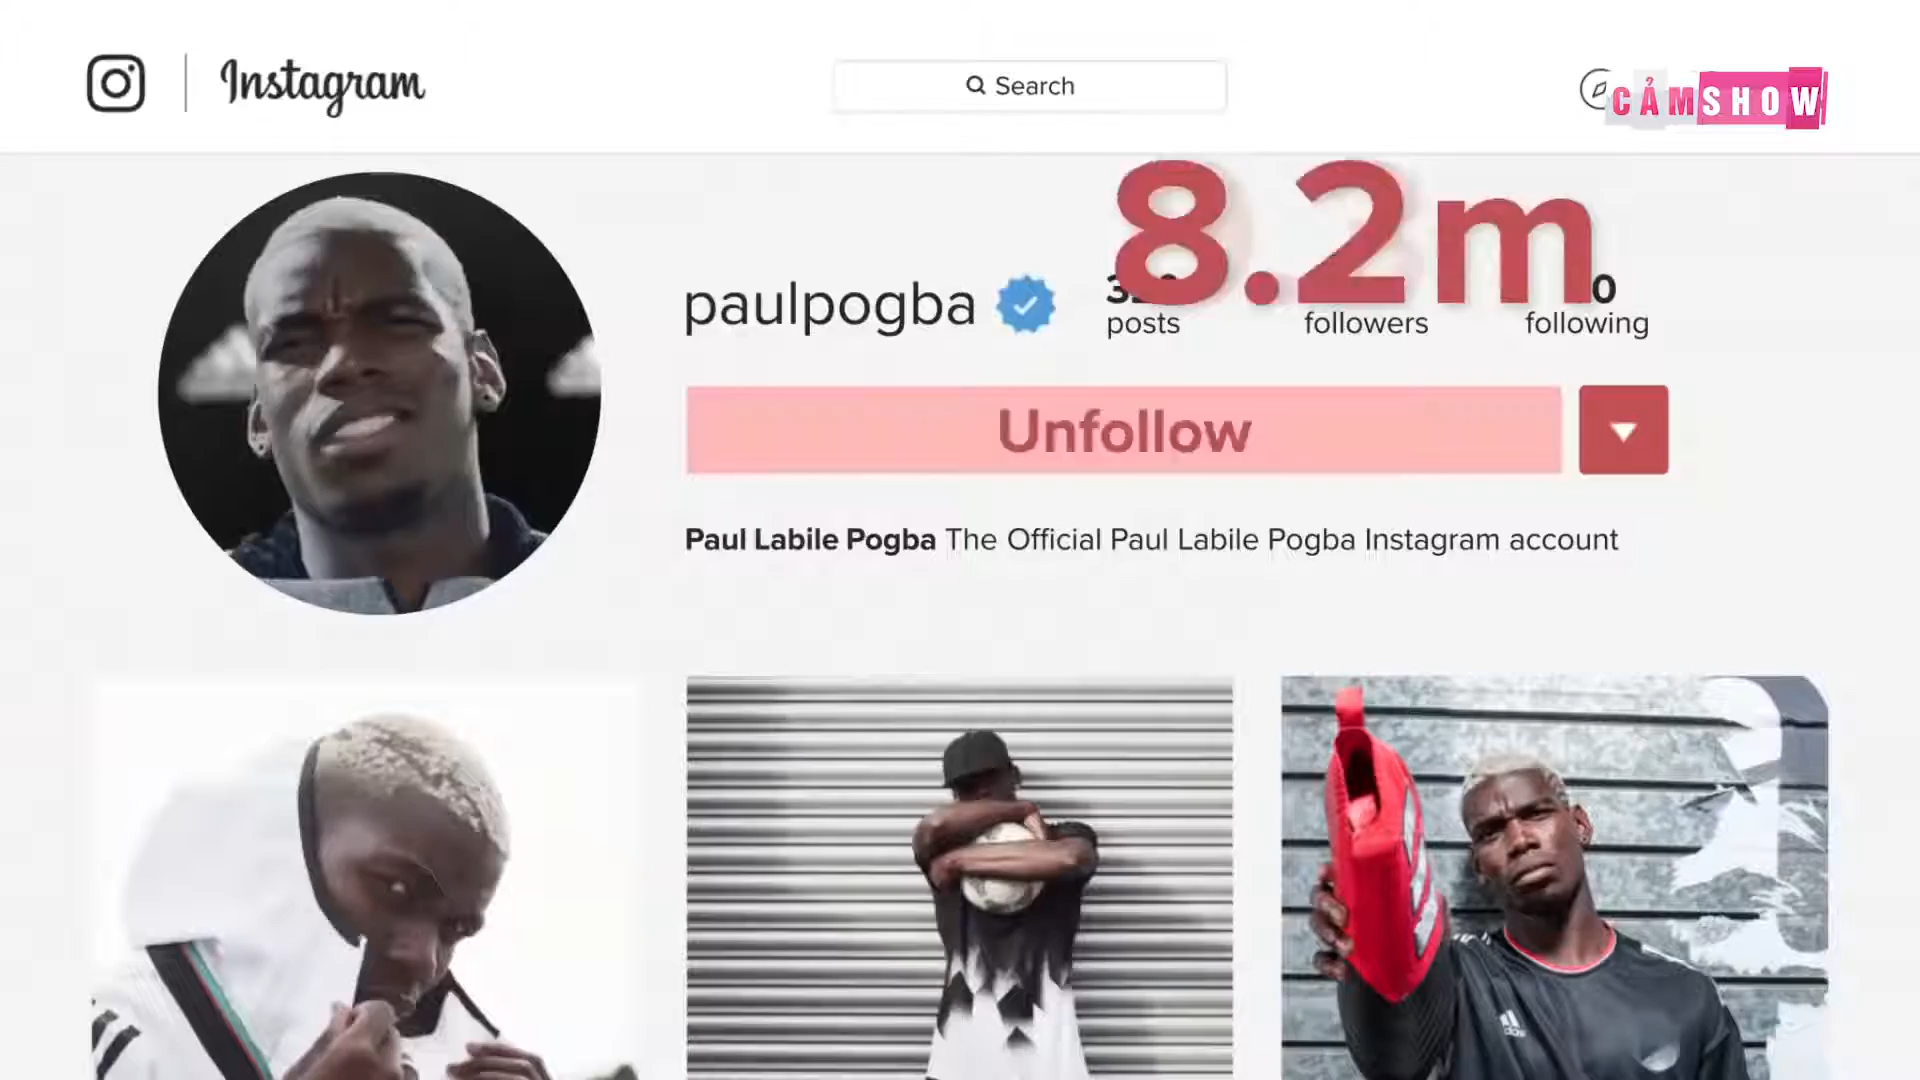 Instagram
Search
CẢMSHOW
8.2m
paulpogba
posts
followers
following
Unfollow
Paul Labile Pogba The Official Paul Labile Pogba Instagram account
adidas